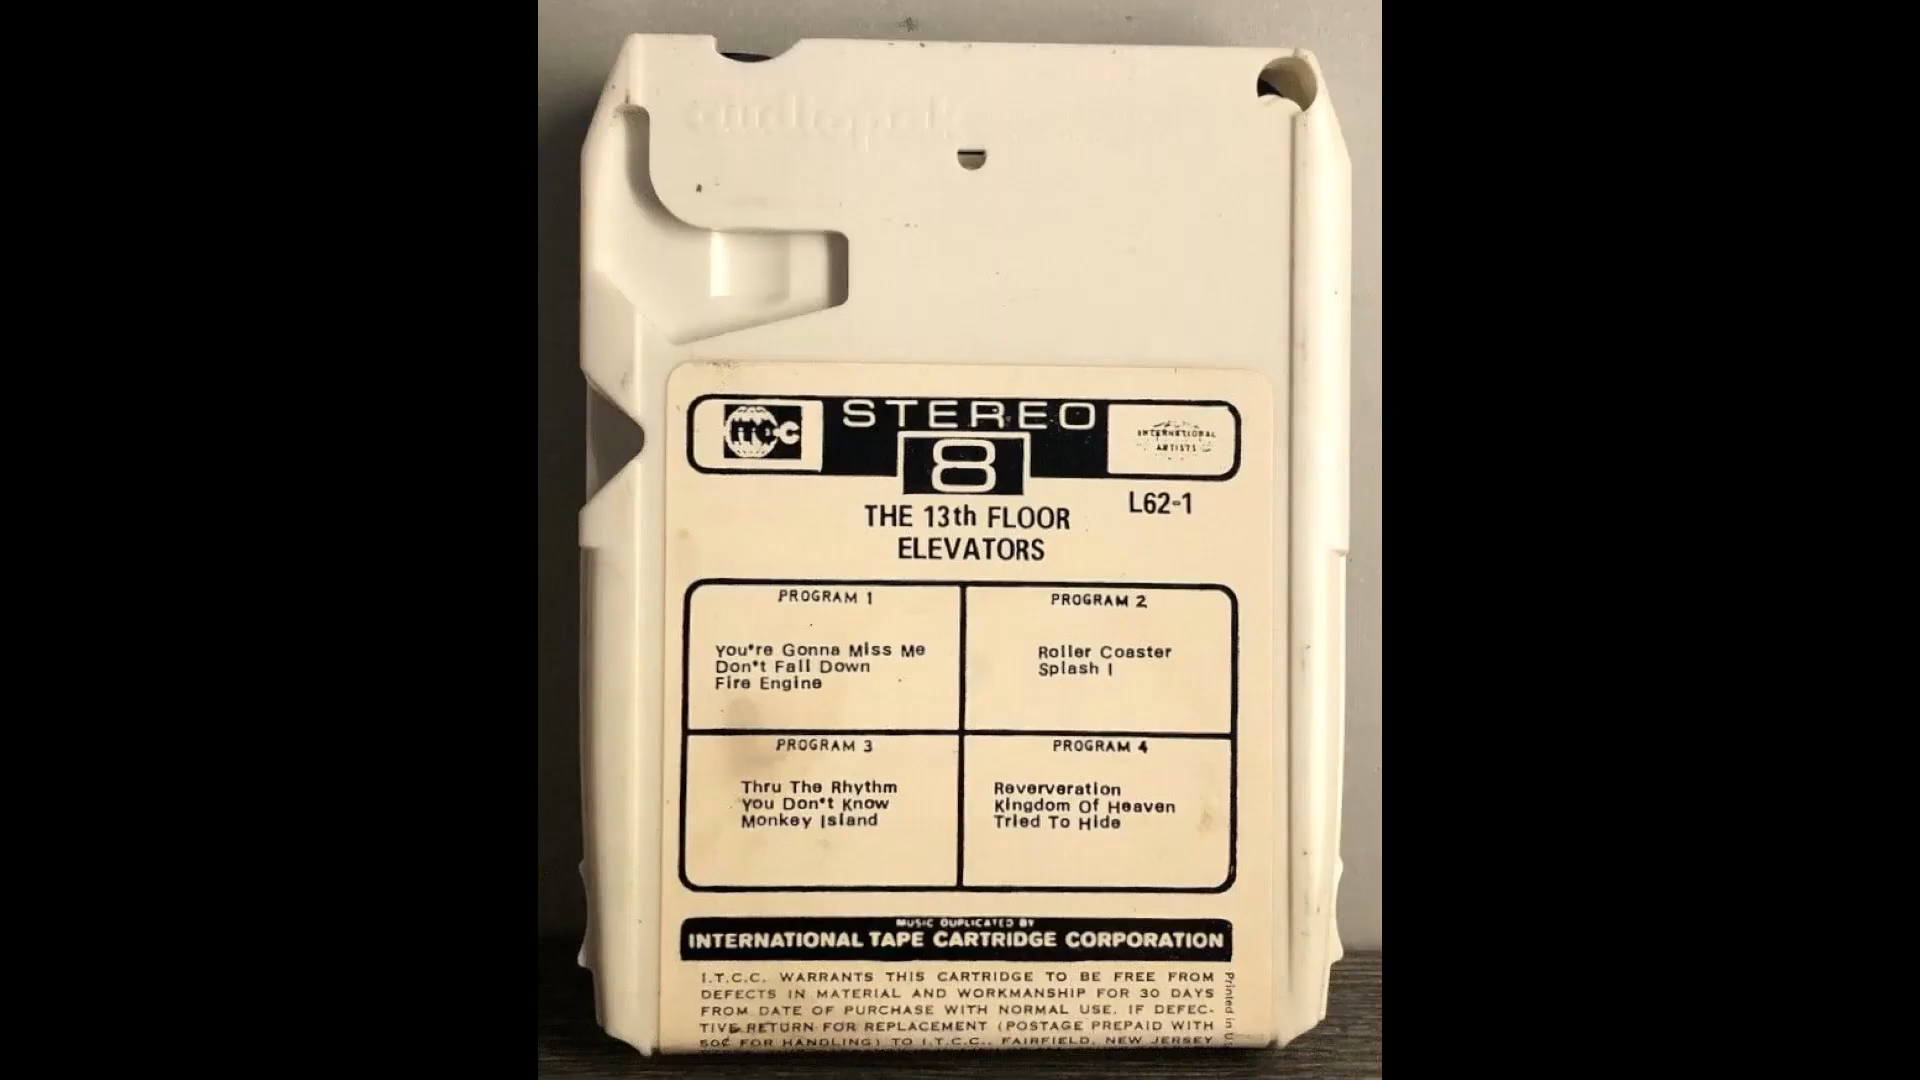 audiopak
ITCC
STEREO
8
INTERNATIONAL
ARTISTS
L62-1
THE 13th FLOOR
ELEVATORS
PROGRAM 1
You're Gonna Miss Me
Don't Fall Down
Fire Engine
PROGRAM 2
Roller Coaster
Splash I
PROGRAM 3
Thru The Rhythm
You Don't Know
Monkey Island
PROGRAM 4
Reververation
Kingdom Of Heaven
Tried To Hide
MUSIC DUPLICATED BY
INTERNATIONAL TAPE CARTRIDGE CORPORATION
I.T.C.C. WARRANTS THIS CARTRIDGE TO BE FREE FROM
DEFECTS IN MATERIAL AND WORKMANSHIP FOR 30 DAYS
FROM DATE OF PURCHASE WITH NORMAL USE. IF DEFEC-
TIVE RETURN FOR REPLACEMENT (POSTAGE PREPAID WITH
50¢ FOR HANDLING) TO I.T.C.C., FAIRFIELD, NEW JERSEY
Printed in U.S.